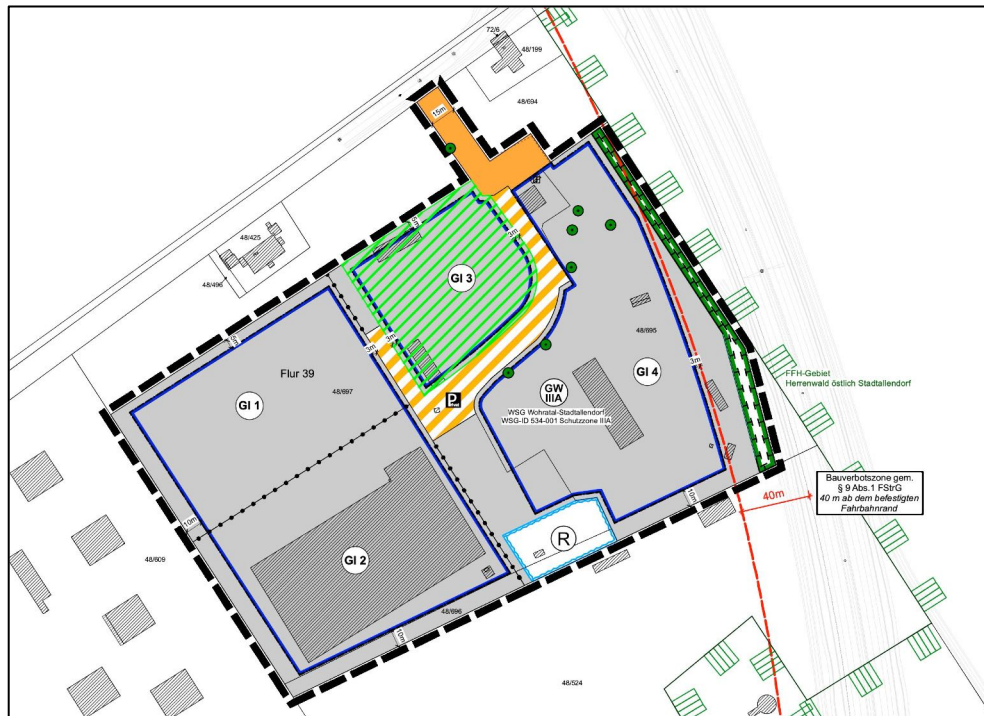 72/6
48/199
48/694
15m
5m
3m
48/425
48/496
GI 3
5m
3m
3m
48/695
3m
Flur 39
48/697
GI 1
GI 4
FFH-Gebiet
Herrenwald östlich Stadtallendorf
P
GW
IIIA
WSG Wohratal-Stadtallendorf
WSG-ID 534-001 Schutzzone IIIA
Bauverbotszone gem.
§ 9 Abs.1 FStrG
40 m ab dem befestigten
Fahrbahnrand
40m
10m
10m
R
48/609
GI 2
48/696
10m
48/524